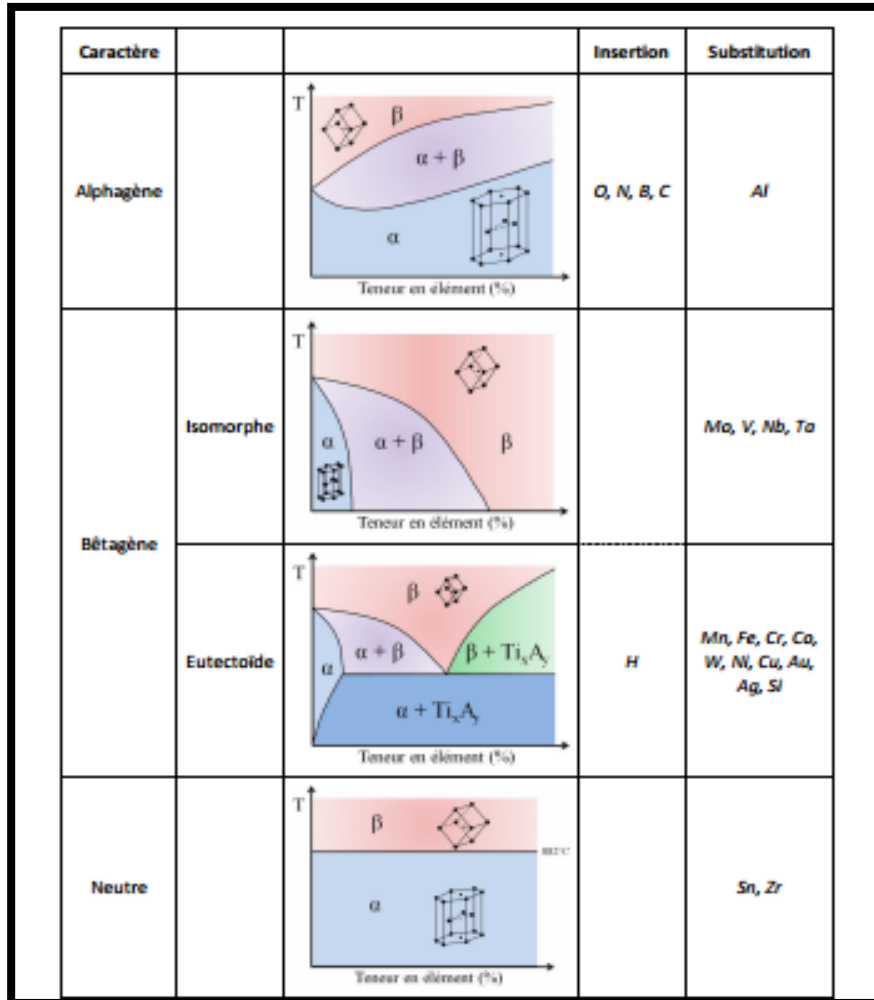 Caractère Insertion Substitution
T
β
α + β
α
Teneur en élément (%)
Alphagène
O, N, B, C
Al
T
α
α + β
β
Teneur en élément (%)
Bêtagène
Isomorphe
Mo, V, Nb, Ta
T
β
α
α + β
β + TixAy
α + TixAy
Teneur en élément (%)
Eutectoïde
H
Mn, Fe, Cr, Co,
W, Ni, Cu, Au,
Ag, Si
T
β
α
Teneur en élément (%)
Neutre
Sn, Zr